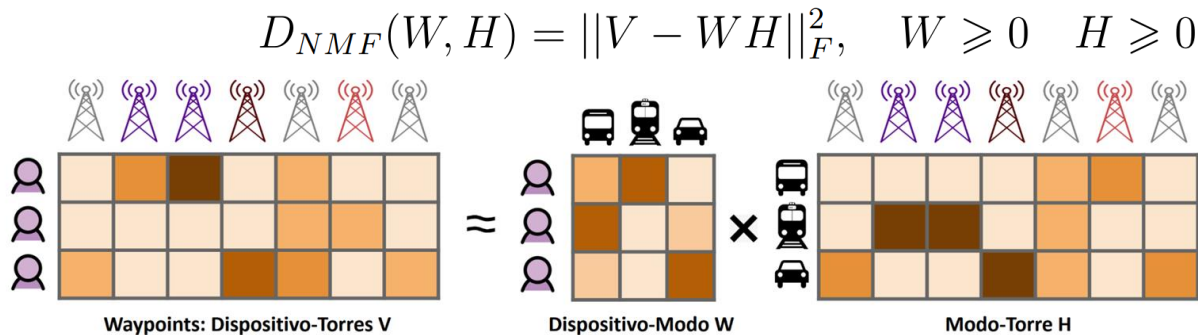 D_{NMF}(W, H) = ||V − WH||_F^2,   W ⩾ 0   H ⩾ 0
≈ ×
Waypoints: Dispositivo-Torres V   Dispositivo-Modo W   Modo-Torre H